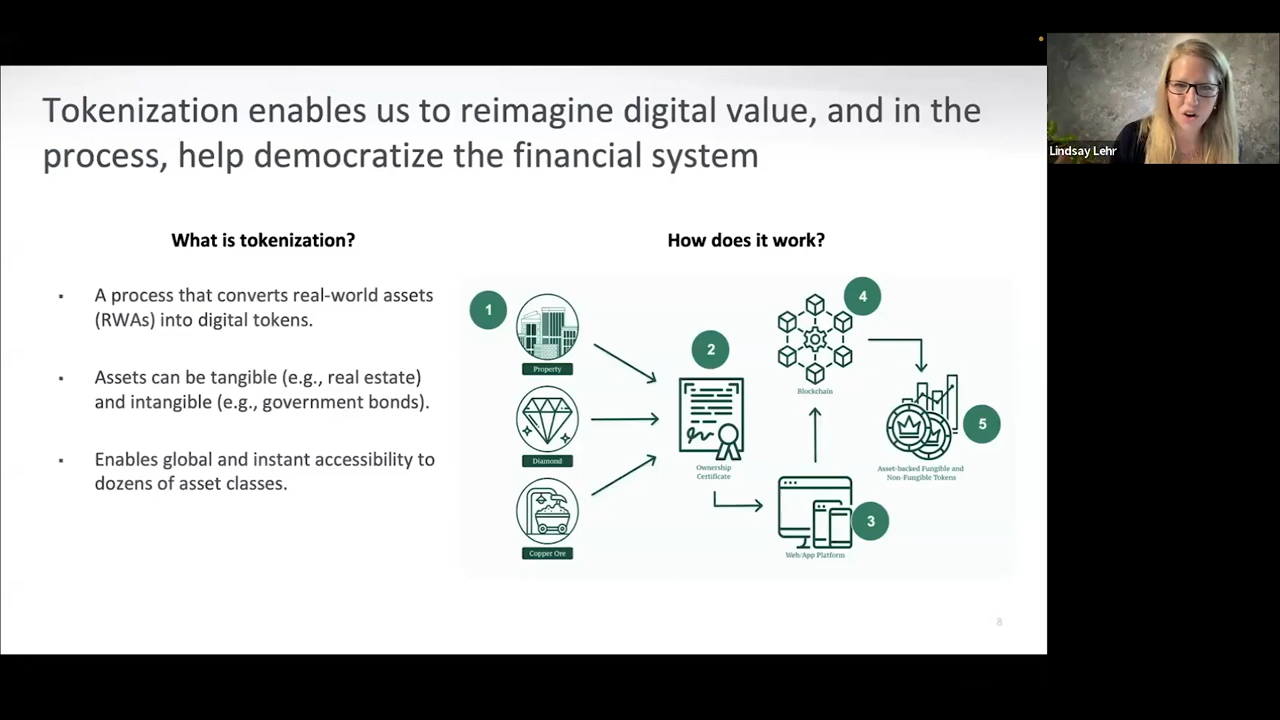 Tokenization enables us to reimagine digital value, and in the
process, help democratize the financial system
Lindsay Lehr
What is tokenization?
▪ A process that converts real-world assets
(RWAs) into digital tokens.
▪ Assets can be tangible (e.g., real estate)
and intangible (e.g., government bonds).
▪ Enables global and instant accessibility to
dozens of asset classes.
How does it work?
1
Property
Diamond
Copper Ore
2
Ownership
Certificate
3
Web/App Platform
4
Blockchain
5
Asset-backed Fungible and
Non-Fungible Tokens
8